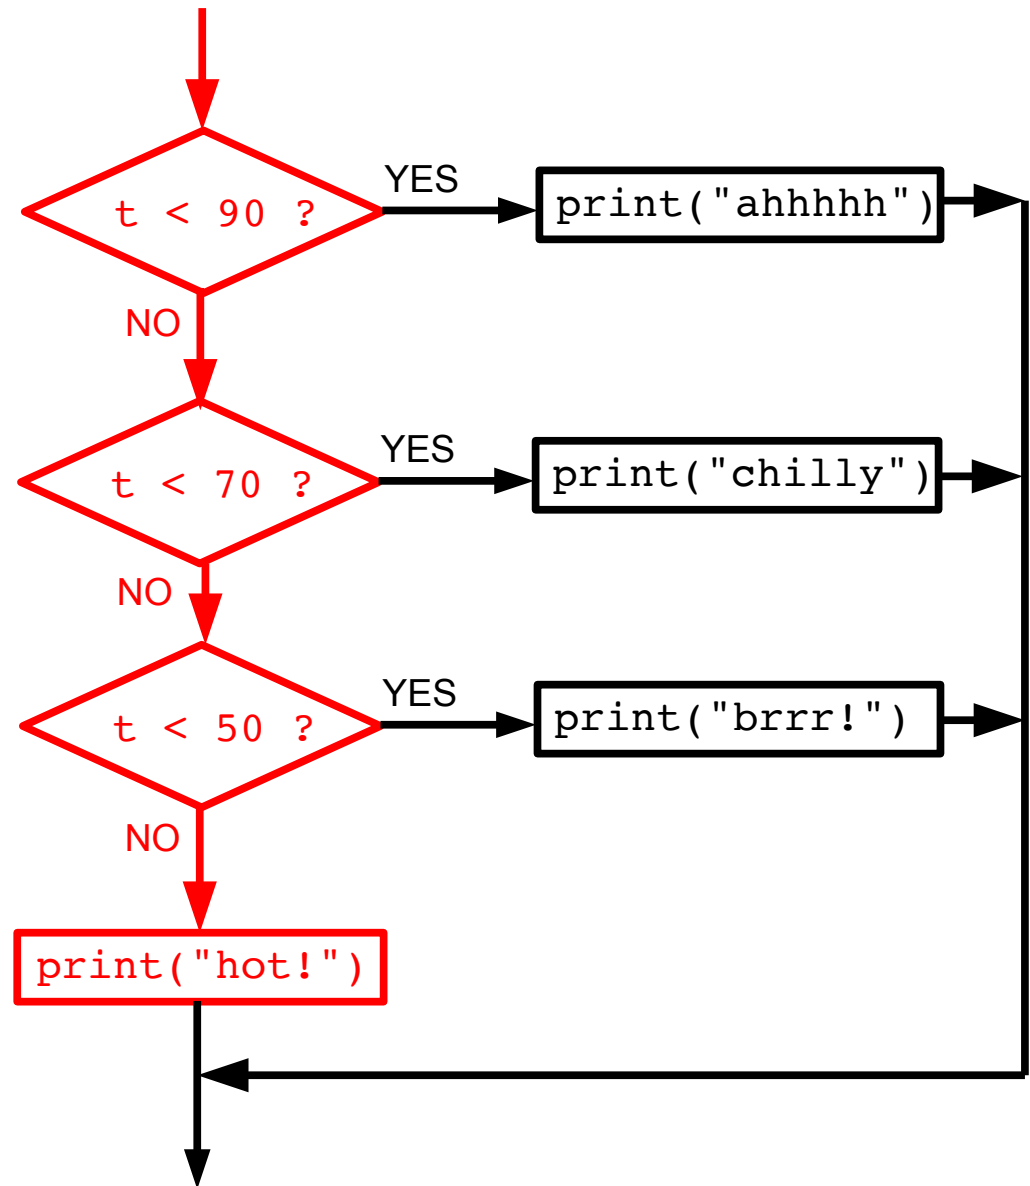 t < 90 ?
YES
print("ahhhhh")
NO
t < 70 ?
YES
print("chilly")
NO
t < 50 ?
YES
print("brrr!")
NO
print("hot!")